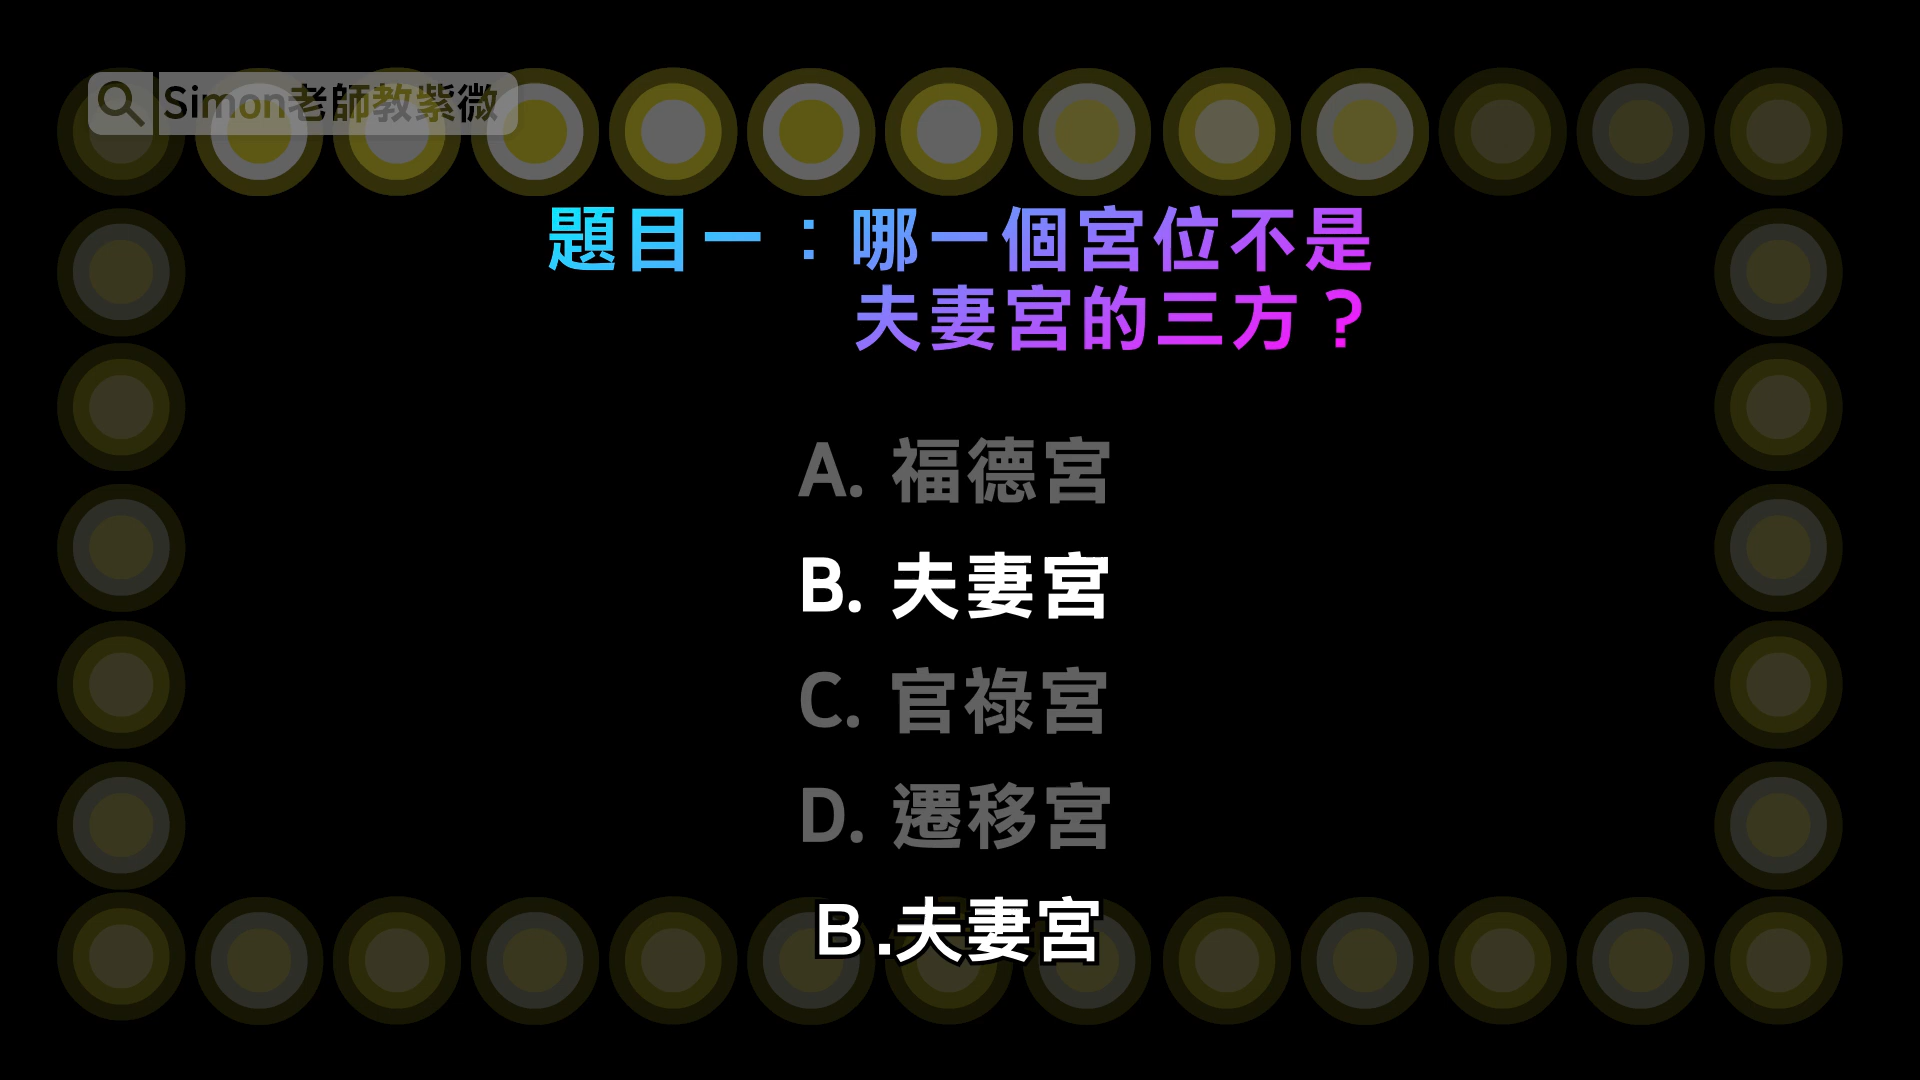 Simon老師教紫微
題目一：哪一個宮位不是
夫妻宮的三方？
A. 福德宮
B. 夫妻宮
C. 官祿宮
D. 遷移宮
B .夫妻宮